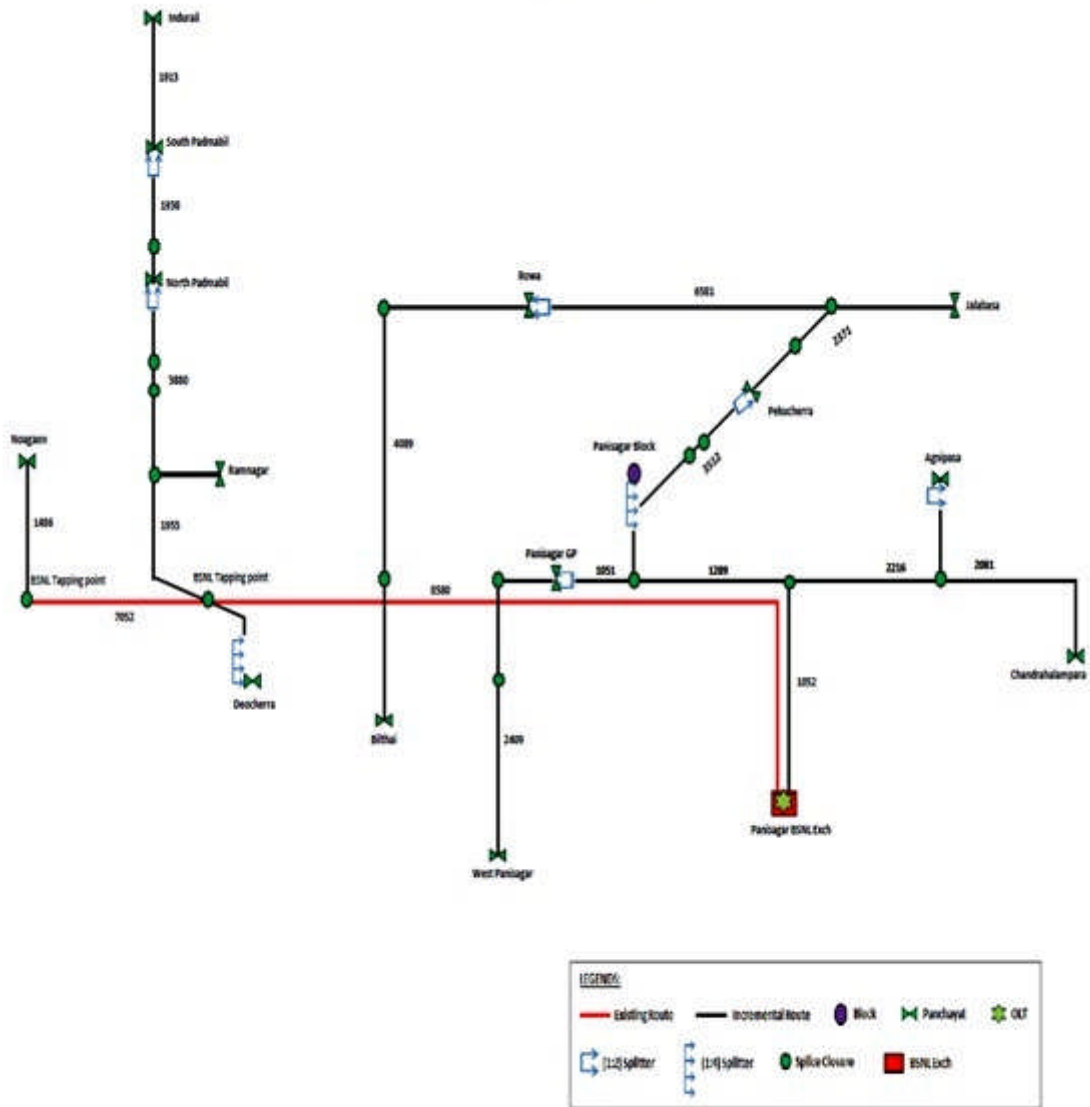 Indurail
1913
South Padmabil
1898
North Padmabil
Rowa
6501
Jalabasa
2371
3880
Pekucherra
Noagaon
Panisagar Block
4089
Ramnagar
3512
Agnipasa
1486
1955
Panisagar GP
1051
1289
2216
2081
BSNL Tapping point
BSNL Tapping point
8580
7052
Chandrahalampara
1052
Deocherra
Bilthai
2409
Panisagar BSNL Exch
West Panisagar
LEGENDS:
Existing Route
Incremental Route
Block
Panchayat
OLT
[1:2] Splitter
(1:4) Splitter
Splice Closure
BSNL Exch